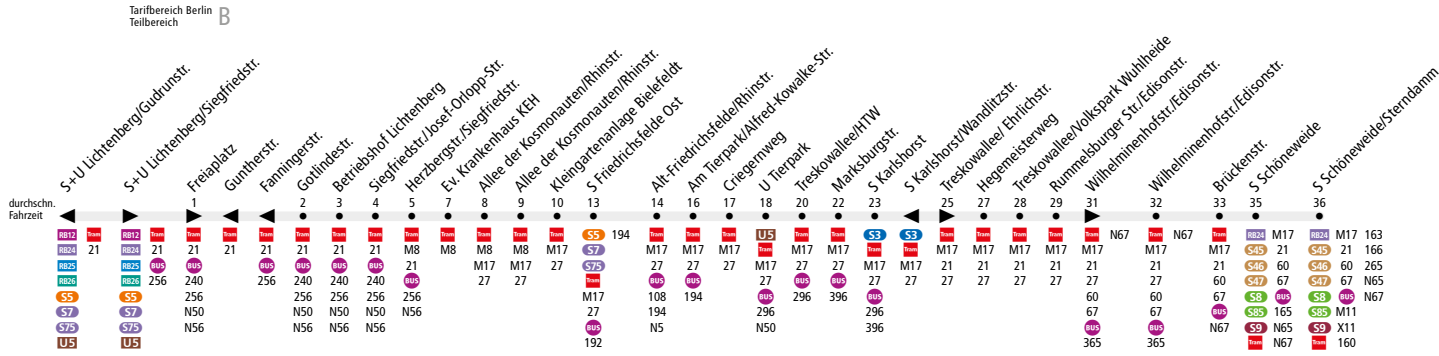 Tarifbereich Berlin B
Teilbereich
S+U Lichtenberg/Gudrunstr.
S+U Lichtenberg/Siegfriedstr.
Freiaplatz
Guntherstr.
Fanningerstr.
Gotlindestr.
Betriebshof Lichtenberg
Siegfriedstr./Josef-Orlopp-Str.
Herzbergstr./Siegfriedstr.
Ev. Krankenhaus KEH
Allee der Kosmonauten/Rhinstr.
Allee der Kosmonauten/Rhinstr.
Kleingartenanlage Bielefeldt
S Friedrichsfelde Ost
Alt-Friedrichsfelde/Rhinstr.
Am Tierpark/Alfred-Kowalke-Str.
Criegernweg
U Tierpark
Treskowallee/HTW
Marksburgstr.
S Karlshorst
S Karlshorst/Wandlitzstr.
Treskowallee/ Ehrlichstr.
Hegemeisterweg
Treskowallee/Volkspark Wuhlheide
Rummelsburger Str./Edisonstr.
Wilhelminenhofstr./Edisonstr.
Wilhelminenhofstr./Edisonstr.
Brückenstr.
S Schöneweide
S Schöneweide/Sterndamm
durchschn. 1 2 3 4 5 7 8 9 10 13 14 16 17 18 20 22 23 25 27 28 29 31 32 33 35 36
Fahrzeit
RB12 Tram RB12 Tram Tram Tram Tram Tram Tram Tram Tram Tram Tram Tram Tram S5 194 Tram Tram Tram U5 Tram Tram S3 S3 Tram Tram Tram Tram Tram N67 Tram N67 Tram RB24 M17 RB24 M17 163
RB24 21 RB24 21 21 21 21 21 21 21 M8 M8 M8 M8 M17 S7 M17 M17 M17 Tram M17 M17 Tram Tram M17 M17 M17 M17 M17 M17 M17 S45 21 S45 21 166
RB25 RB25 BUS BUS BUS BUS BUS BUS 21 M17 M17 27 S75 27 27 27 M17 27 27 M17 M17 21 21 21 21 21 21 21 S46 60 S46 60 265
RB26 RB26 256 240 256 240 240 240 BUS 27 27 Tram BUS BUS 27 BUS BUS 27 27 27 27 27 27 27 27 60 S47 67 S47 67 N65
S5 S5 256 256 256 256 256 M17 108 194 BUS 296 396 BUS 60 60 67 S8 BUS S8 BUS N67
S7 S7 N50 N50 N50 N50 N56 27 194 296 296 67 67 BUS S85 165 S85 M11
S75 S75 N56 N56 N56 N56 BUS N5 N50 396 BUS BUS N67 S9 N65 S9 X11
U5 U5 192 365 365 Tram N67 Tram 160